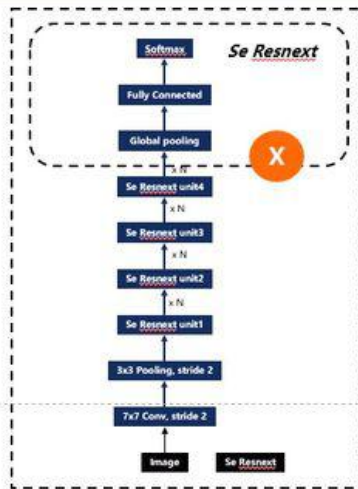 Softmax
Se Resnext
Fully Connected
Global pooling
X
x N
Se Resnext unit4
x N
Se Resnext unit3
x N
Se Resnext unit2
x N
Se Resnext unit1
3x3 Pooling, stride 2
7x7 Conv, stride 2
Image
Se Resnext